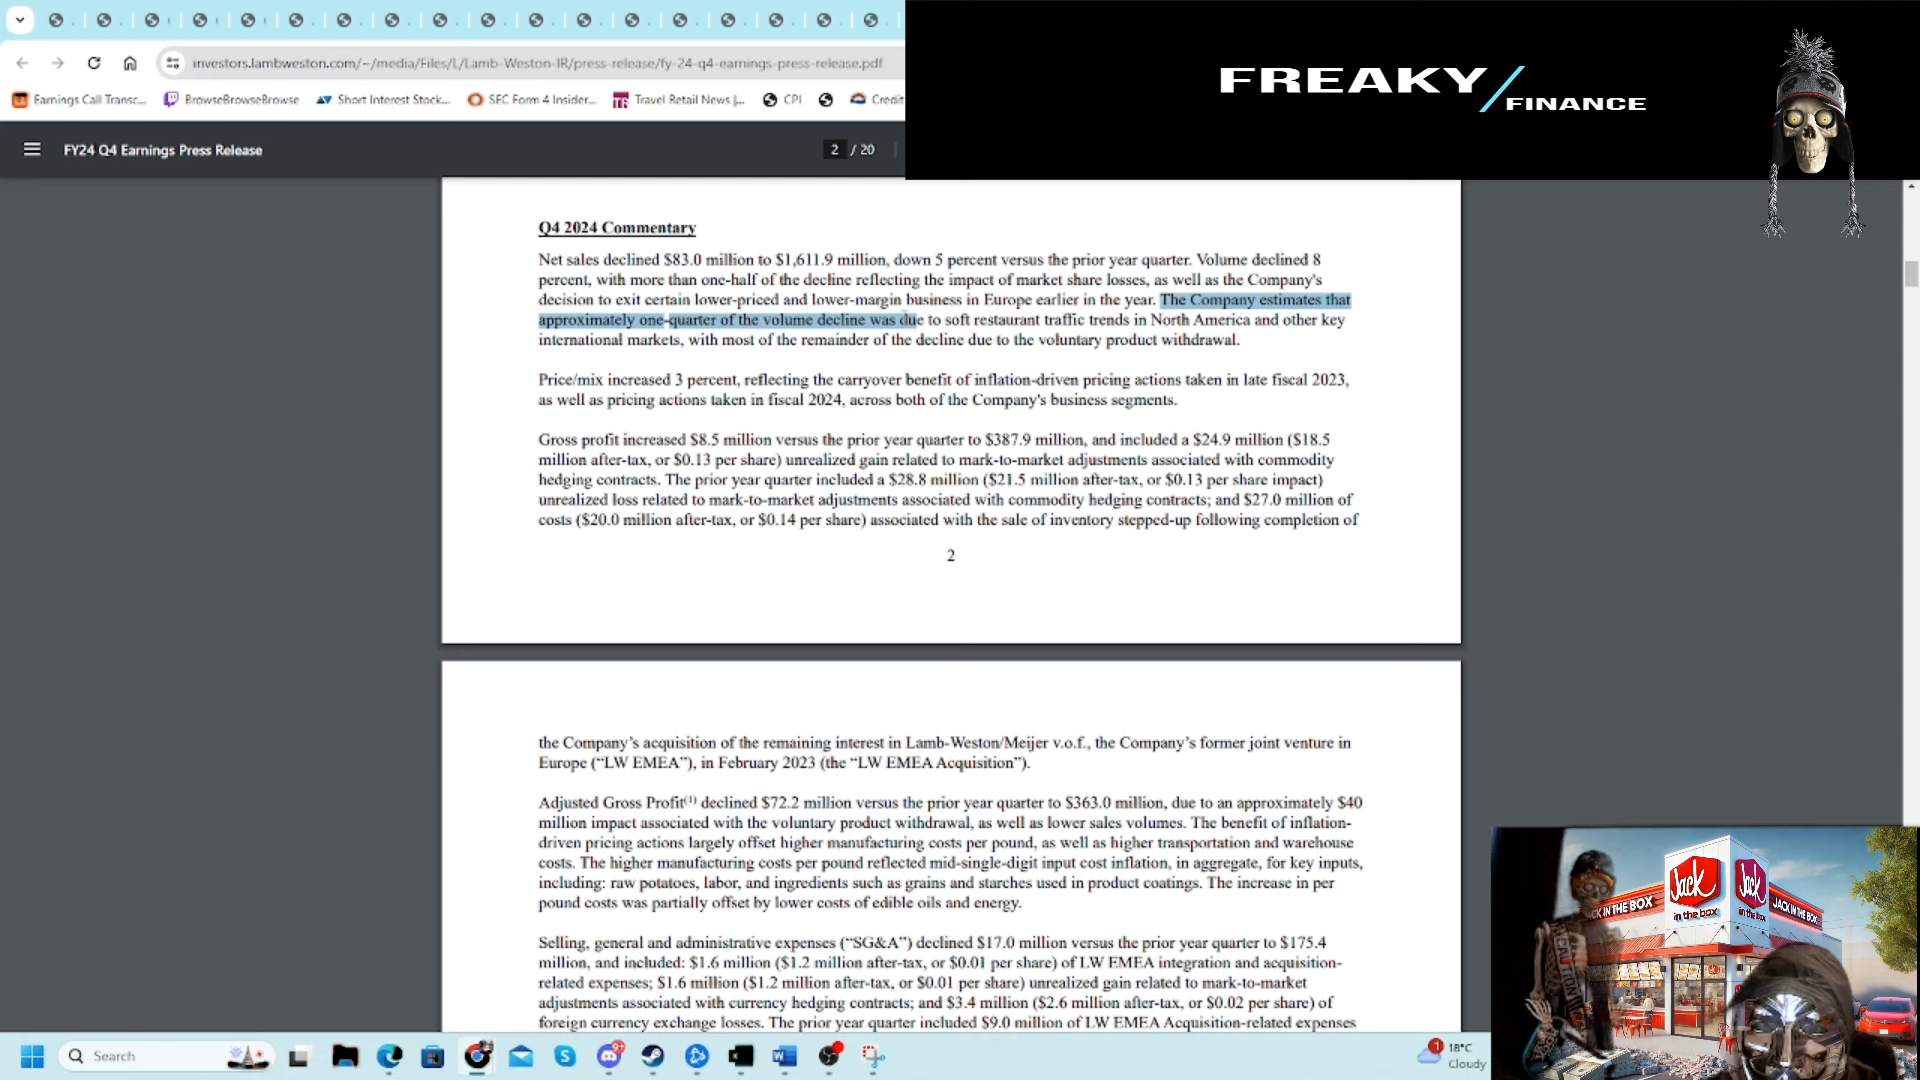 investors.lambweston.com/~/media/Files/L/Lamb-Weston-IR/press-release/fy-24-q4-earnings-press-release.pdf
Earnings Call Transc...
BrowseBrowseBrowse
Short Interest Stock...
SEC Form 4 Insider...
Travel Retail News |...
CPI
Credit
FREAKY/FINANCE
FY24 Q4 Earnings Press Release
2 / 20
Q4 2024 Commentary
Net sales declined $83.0 million to $1,611.9 million, down 5 percent versus the prior year quarter. Volume declined 8
percent, with more than one-half of the decline reflecting the impact of market share losses, as well as the Company's
decision to exit certain lower-priced and lower-margin business in Europe earlier in the year. The Company estimates that
approximately one-quarter of the volume decline was due to soft restaurant traffic trends in North America and other key
international markets, with most of the remainder of the decline due to the voluntary product withdrawal.
Price/mix increased 3 percent, reflecting the carryover benefit of inflation-driven pricing actions taken in late fiscal 2023,
as well as pricing actions taken in fiscal 2024, across both of the Company's business segments.
Gross profit increased $8.5 million versus the prior year quarter to $387.9 million, and included a $24.9 million ($18.5
million after-tax, or $0.13 per share) unrealized gain related to mark-to-market adjustments associated with commodity
hedging contracts. The prior year quarter included a $28.8 million ($21.5 million after-tax, or $0.13 per share impact)
unrealized loss related to mark-to-market adjustments associated with commodity hedging contracts; and $27.0 million of
costs ($20.0 million after-tax, or $0.14 per share) associated with the sale of inventory stepped-up following completion of
2
the Company's acquisition of the remaining interest in Lamb-Weston/Meijer v.o.f., the Company's former joint venture in
Europe ("LW EMEA"), in February 2023 (the "LW EMEA Acquisition").
Adjusted Gross Profit(1) declined $72.2 million versus the prior year quarter to $363.0 million, due to an approximately $40
million impact associated with the voluntary product withdrawal, as well as lower sales volumes. The benefit of inflation-
driven pricing actions largely offset higher manufacturing costs per pound, as well as higher transportation and warehouse
costs. The higher manufacturing costs per pound reflected mid-single-digit input cost inflation, in aggregate, for key inputs,
including: raw potatoes, labor, and ingredients such as grains and starches used in product coatings. The increase in per
pound costs was partially offset by lower costs of edible oils and energy.
Selling, general and administrative expenses ("SG&A") declined $17.0 million versus the prior year quarter to $175.4
million, and included: $1.6 million ($1.2 million after-tax, or $0.01 per share) of LW EMEA integration and acquisition-
related expenses; $1.6 million ($1.2 million after-tax, or $0.01 per share) unrealized gain related to mark-to-market
adjustments associated with currency hedging contracts; and $3.4 million ($2.6 million after-tax, or $0.02 per share) of
foreign currency exchange losses. The prior year quarter included $9.0 million of LW EMEA Acquisition-related expenses
Jack in the box
Jack in the box
JACK IN THE BOX
JACK IN THE BOX
CAUTION
Search
1
18°C
Cloudy